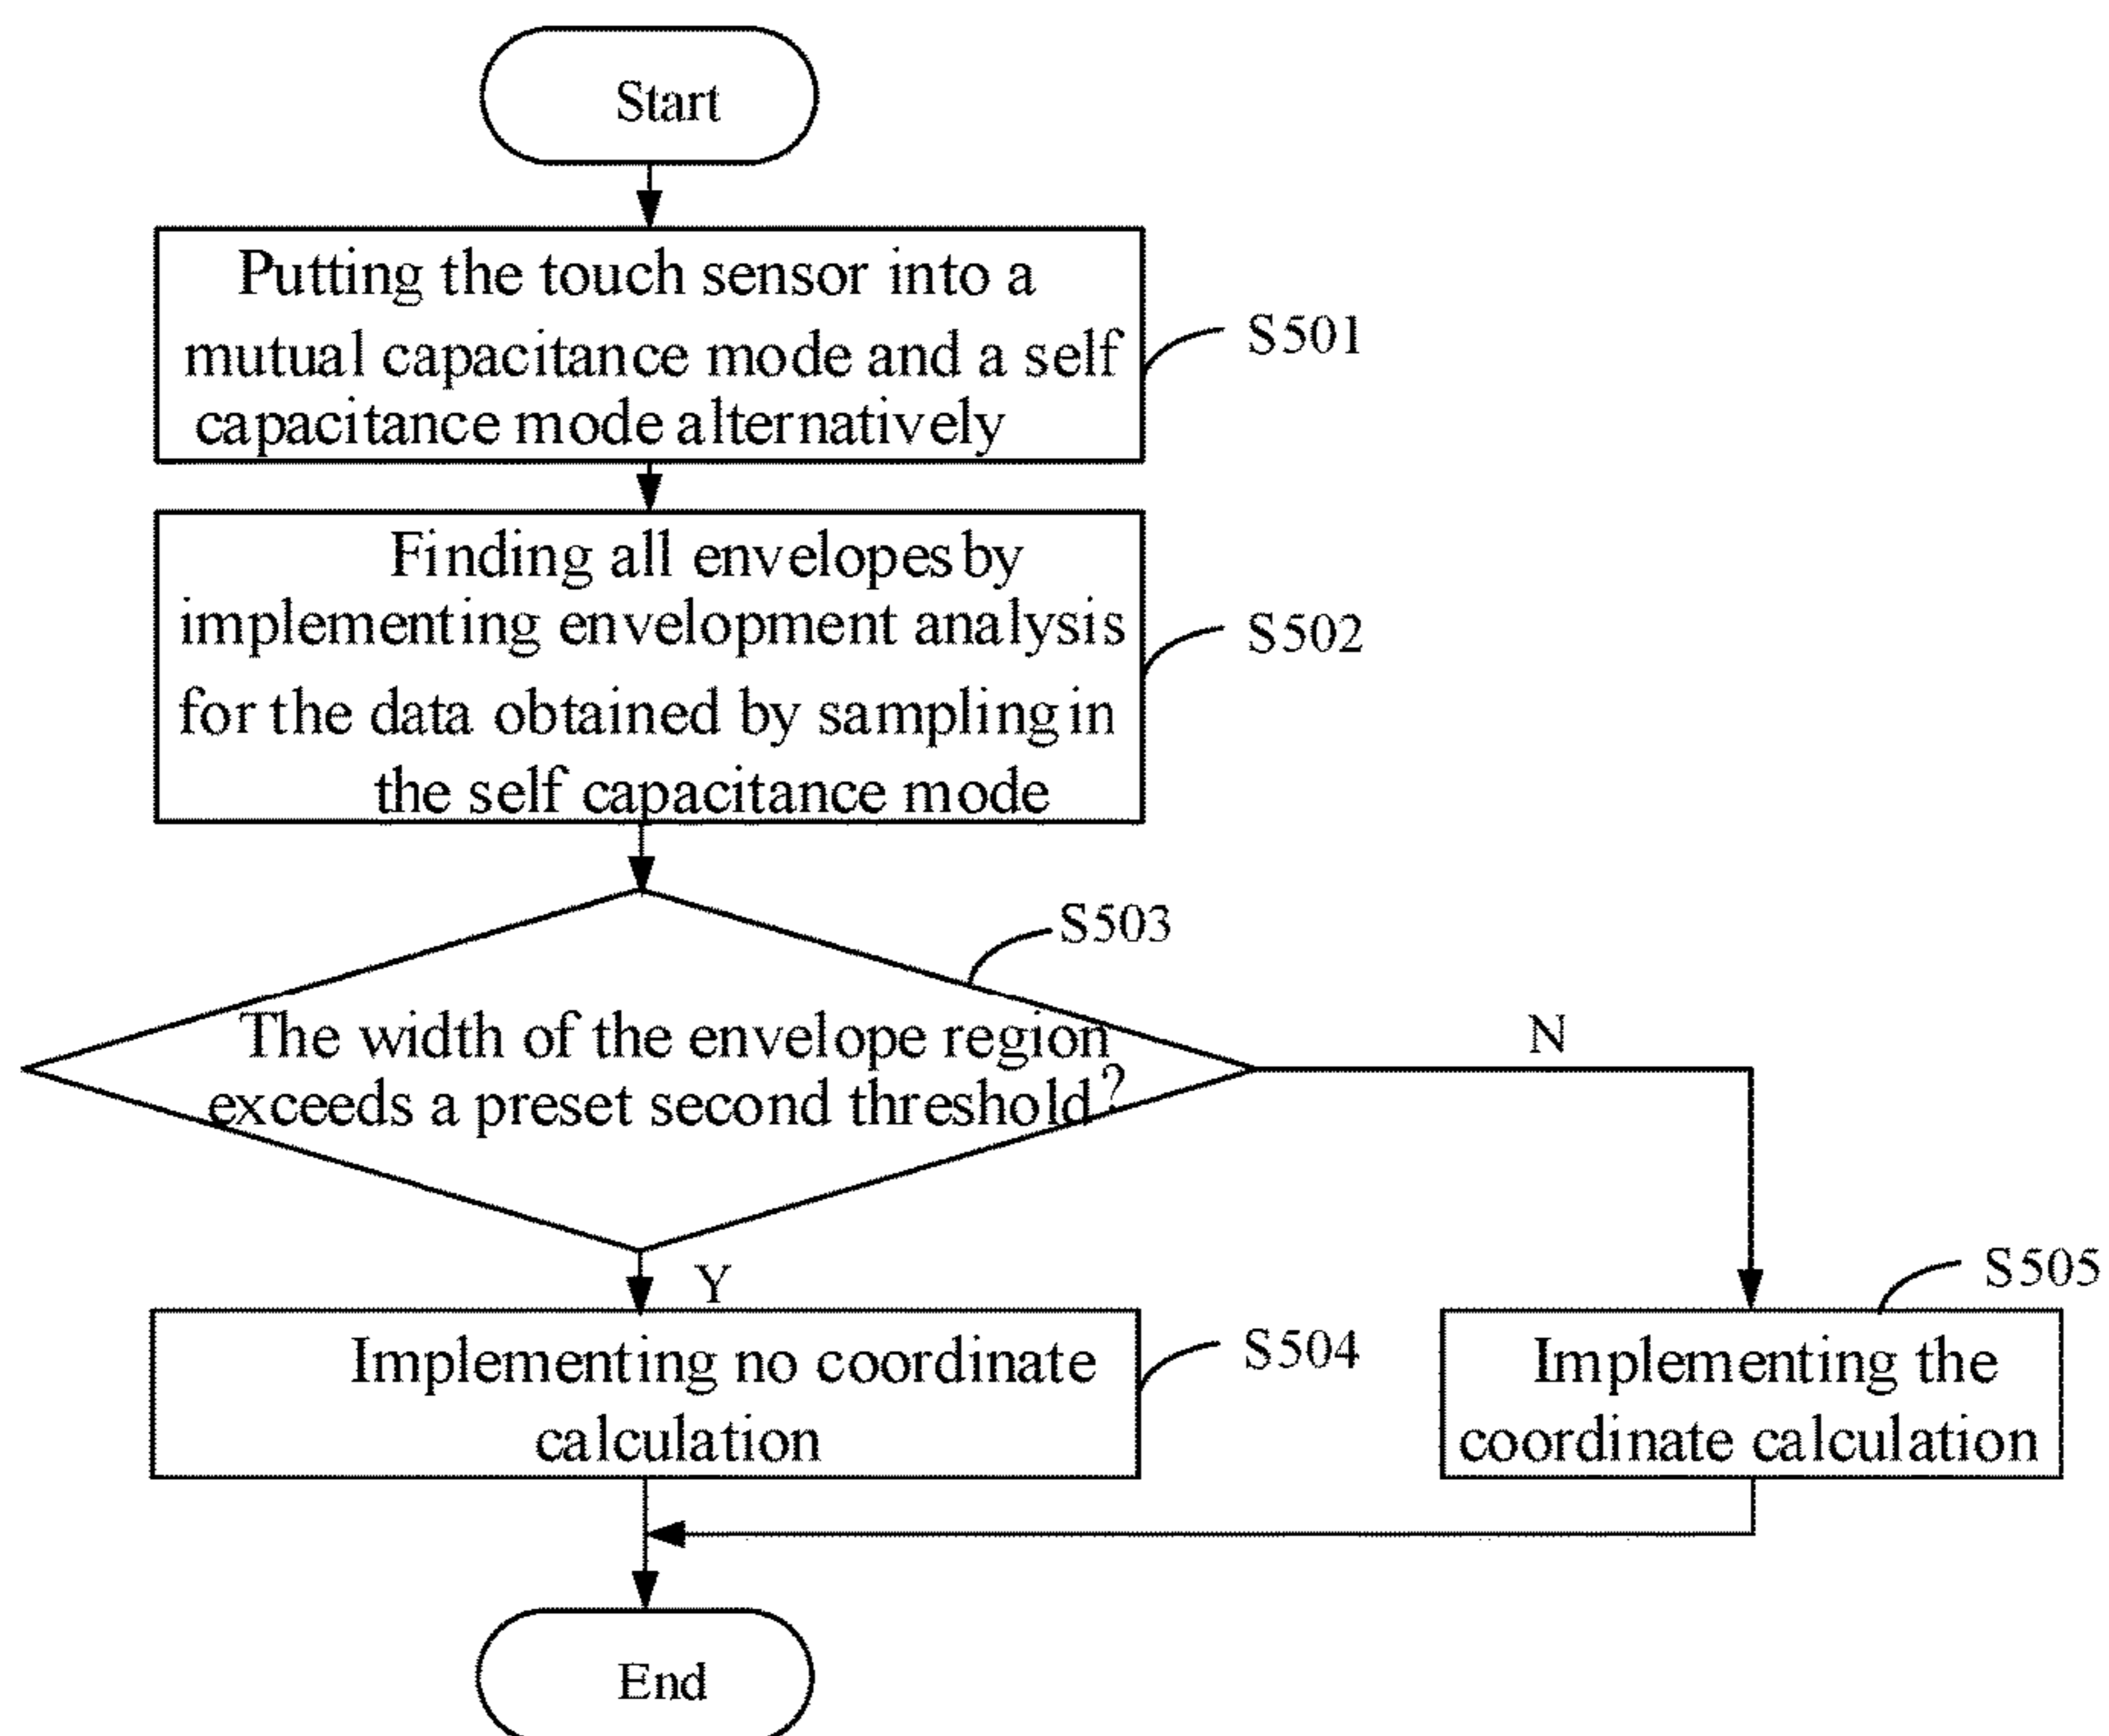 Start
Putting the touch sensor into a
mutual capacitance mode and a self
capacitance mode alternatively
S501
Finding all envelopes by
implementing envelopment analysis
for the data obtained by sampling in
the self capacitance mode
S502
S503
The width of the envelope region
exceeds a preset second threshold?
N
Y
Implementing no coordinate
calculation
S504
S505
Implementing the
coordinate calculation
End